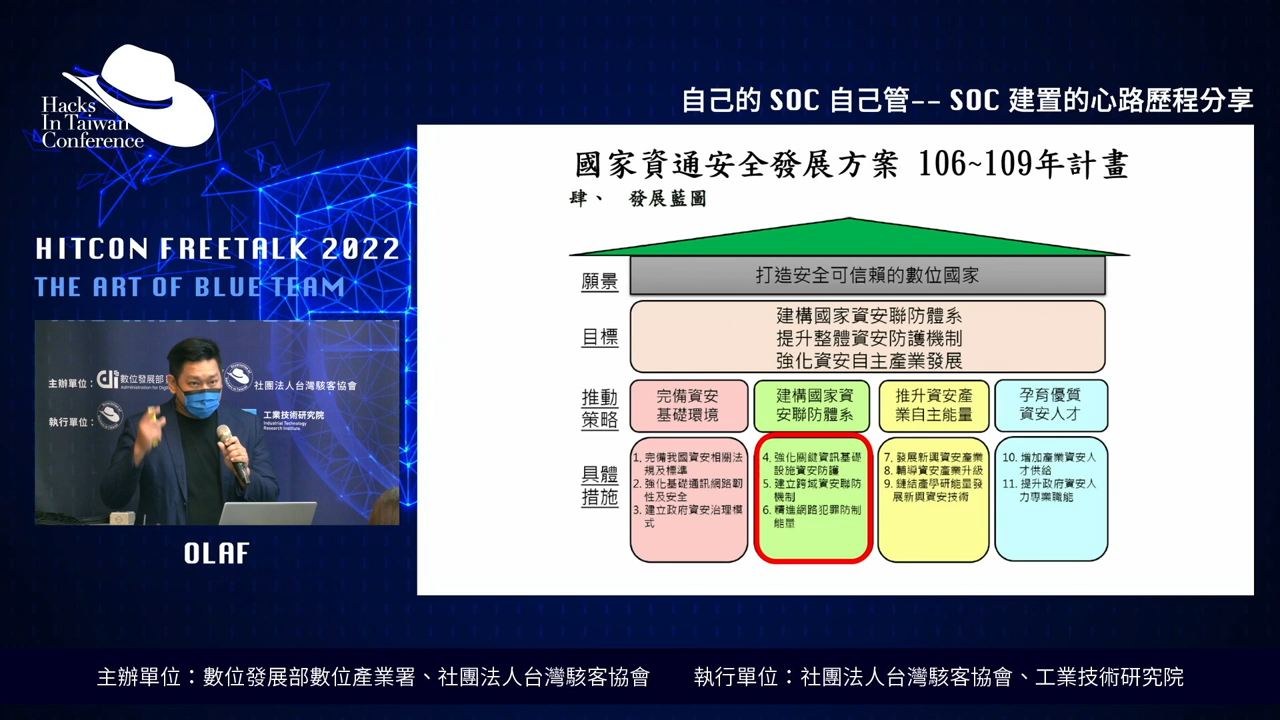 Hacks
In Taiwan
Conference
自己的 SOC 自己管-- SOC 建置的心路歷程分享
HITCON FREETALK 2022
THE ART OF BLUE TEAM
主辦單位：
數位發展部
Administration for Digi
社團法人台灣駭客協會
執行單位：
工業技術研究院
Industrial Technology
Research Institute
OLAF
國家資通安全發展方案 106~109年計畫
肆、 發展藍圖
願景
打造安全可信賴的數位國家
目標
建構國家資安聯防體系
提升整體資安防護機制
強化資安自主產業發展
推動
策略
完備資安
基礎環境
建構國家資
安聯防體系
推升資安產
業自主能量
孕育優質
資安人才
具體
措施
1. 完備我國資安相關法
規及標準
2. 強化基礎通訊網路韌
性及安全
3. 建立政府資安治理模
式
4. 強化關鍵資訊基礎
設施資安防護
5. 建立跨域資安聯防
機制
6. 精進網路犯罪防制
能量
7. 發展新興資安產業
8. 輔導資安產業升級
9. 鏈結產學研能量發
展新興資安技術
10. 增加產業資安人
才供給
11. 提升政府資安人
力專業職能
主辦單位：數位發展部數位產業署、社團法人台灣駭客協會
執行單位：社團法人台灣駭客協會、工業技術研究院